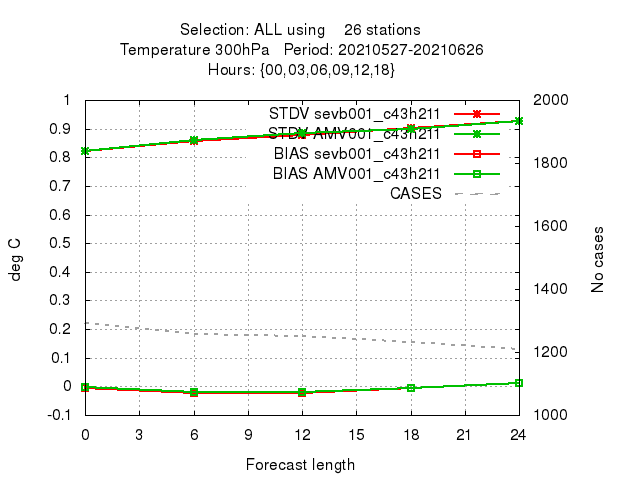 Selection: ALL using    26 stations
Temperature 300hPa   Period: 20210527-20210626
Hours: {00,03,06,09,12,18}
STDV sevb001_c43h211
STDV AMV001_c43h211
BIAS sevb001_c43h211
BIAS AMV001_c43h211
CASES
1
0.9
0.8
0.7
0.6
0.5
0.4
0.3
0.2
0.1
0
-0.1
deg C
2000
1800
1600
1400
1200
1000
No cases
0 3 6 9 12 15 18 21 24
Forecast length